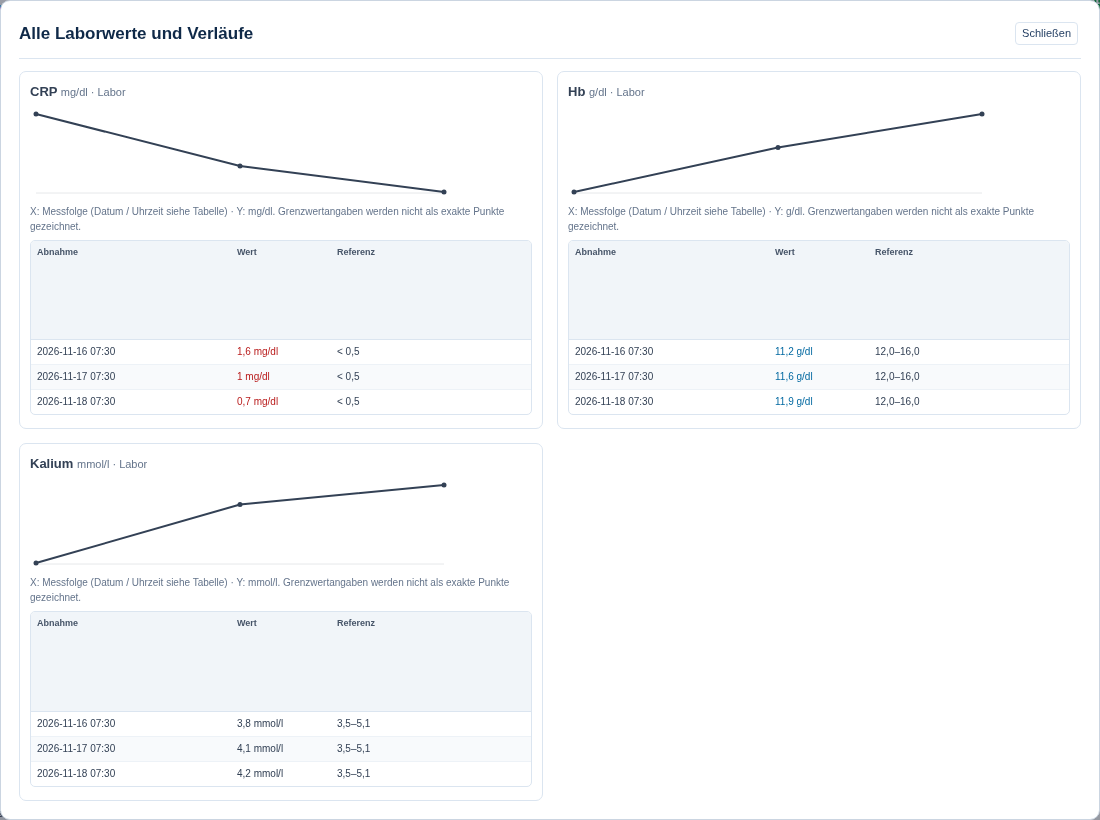 Alle Laborwerte und Verläufe
Schließen
CRP mg/dl · Labor
X: Messfolge (Datum / Uhrzeit siehe Tabelle) · Y: mg/dl. Grenzwertangaben werden nicht als exakte Punkte
gezeichnet.
Abnahme Wert Referenz
2026-11-16 07:30 1,6 mg/dl < 0,5
2026-11-17 07:30 1 mg/dl < 0,5
2026-11-18 07:30 0,7 mg/dl < 0,5
Hb g/dl · Labor
X: Messfolge (Datum / Uhrzeit siehe Tabelle) · Y: g/dl. Grenzwertangaben werden nicht als exakte Punkte
gezeichnet.
Abnahme Wert Referenz
2026-11-16 07:30 11,2 g/dl 12,0–16,0
2026-11-17 07:30 11,6 g/dl 12,0–16,0
2026-11-18 07:30 11,9 g/dl 12,0–16,0
Kalium mmol/l · Labor
X: Messfolge (Datum / Uhrzeit siehe Tabelle) · Y: mmol/l. Grenzwertangaben werden nicht als exakte Punkte
gezeichnet.
Abnahme Wert Referenz
2026-11-16 07:30 3,8 mmol/l 3,5–5,1
2026-11-17 07:30 4,1 mmol/l 3,5–5,1
2026-11-18 07:30 4,2 mmol/l 3,5–5,1